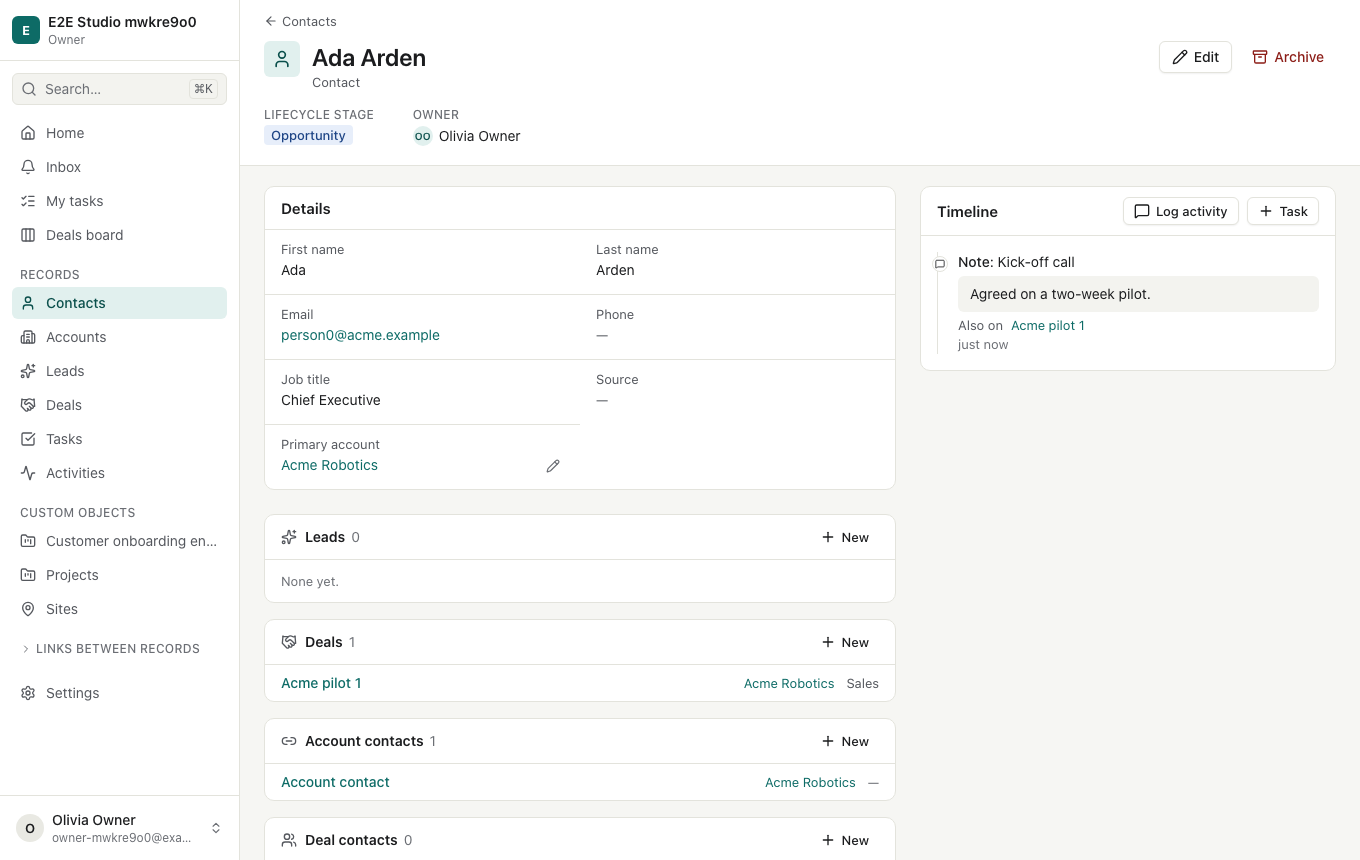 E
E2E Studio mwkre9o0
Owner
Search...
⌘K
Home
Inbox
My tasks
Deals board
RECORDS
Contacts
Accounts
Leads
Deals
Tasks
Activities
CUSTOM OBJECTS
Customer onboarding en...
Projects
Sites
LINKS BETWEEN RECORDS
Settings
O
Olivia Owner
owner-mwkre9o0@exa...
Contacts
Ada Arden
Contact
Edit
Archive
LIFECYCLE STAGE
Opportunity
OWNER
OO Olivia Owner
Details
First name
Ada
Last name
Arden
Email
person0@acme.example
Phone
—
Job title
Chief Executive
Source
—
Primary account
Acme Robotics
Leads 0
New
None yet.
Deals 1
New
Acme pilot 1
Acme Robotics Sales
Account contacts 1
New
Account contact
Acme Robotics —
Deal contacts 0
New
Timeline
Log activity
Task
Note: Kick-off call
Agreed on a two-week pilot.
Also on Acme pilot 1
just now